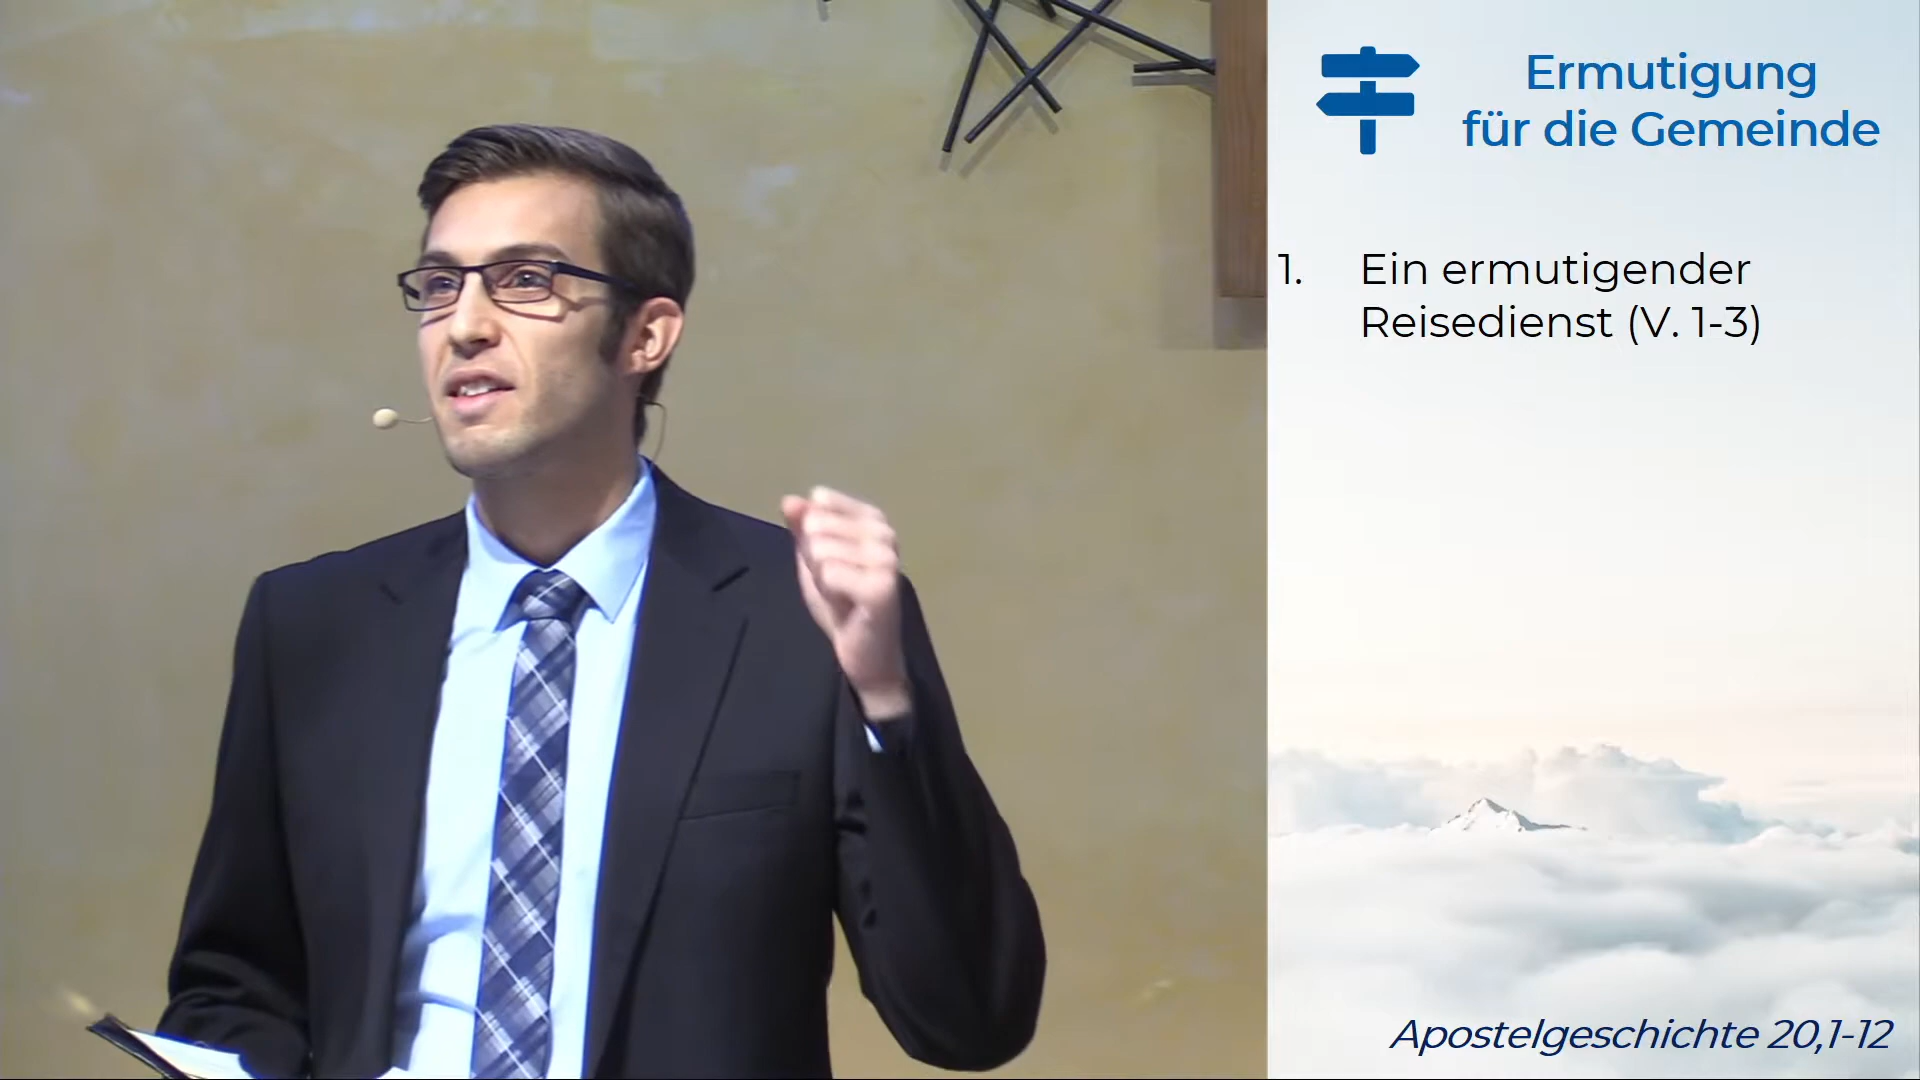 Ermutigung
für die Gemeinde
1. Ein ermutigender
Reisedienst (V. 1-3)
Apostelgeschichte 20,1-12